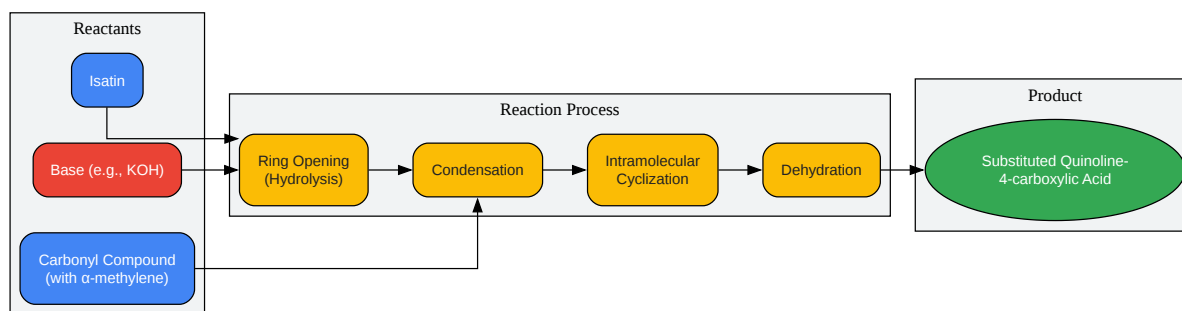 Reactants
Isatin
Base (e.g., KOH)
Carbonyl Compound
(with α-methylene)
Reaction Process
Ring Opening
(Hydrolysis)
Condensation
Intramolecular
Cyclization
Dehydration
Product
Substituted Quinoline-
4-carboxylic Acid